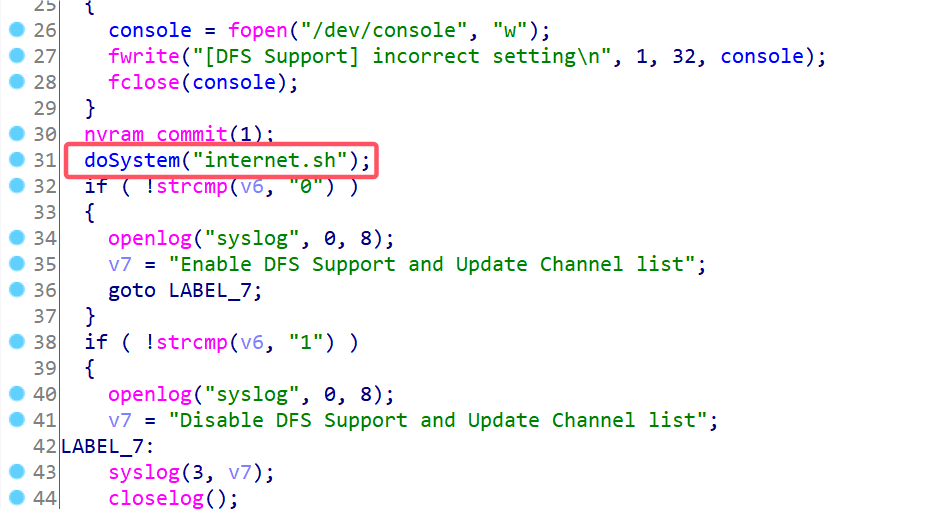 25 {
26 console = fopen("/dev/console", "w");
27 fwrite("[DFS Support] incorrect setting\n", 1, 32, console);
28 fclose(console);
29 }
30 nvram_commit(1);
31 doSystem("internet.sh");
32 if ( !strcmp(v6, "0") )
33 {
34 openlog("syslog", 0, 8);
35 v7 = "Enable DFS Support and Update Channel list";
36 goto LABEL_7;
37 }
38 if ( !strcmp(v6, "1") )
39 {
40 openlog("syslog", 0, 8);
41 v7 = "Disable DFS Support and Update Channel list";
42 LABEL_7:
43 syslog(3, v7);
44 closelog();